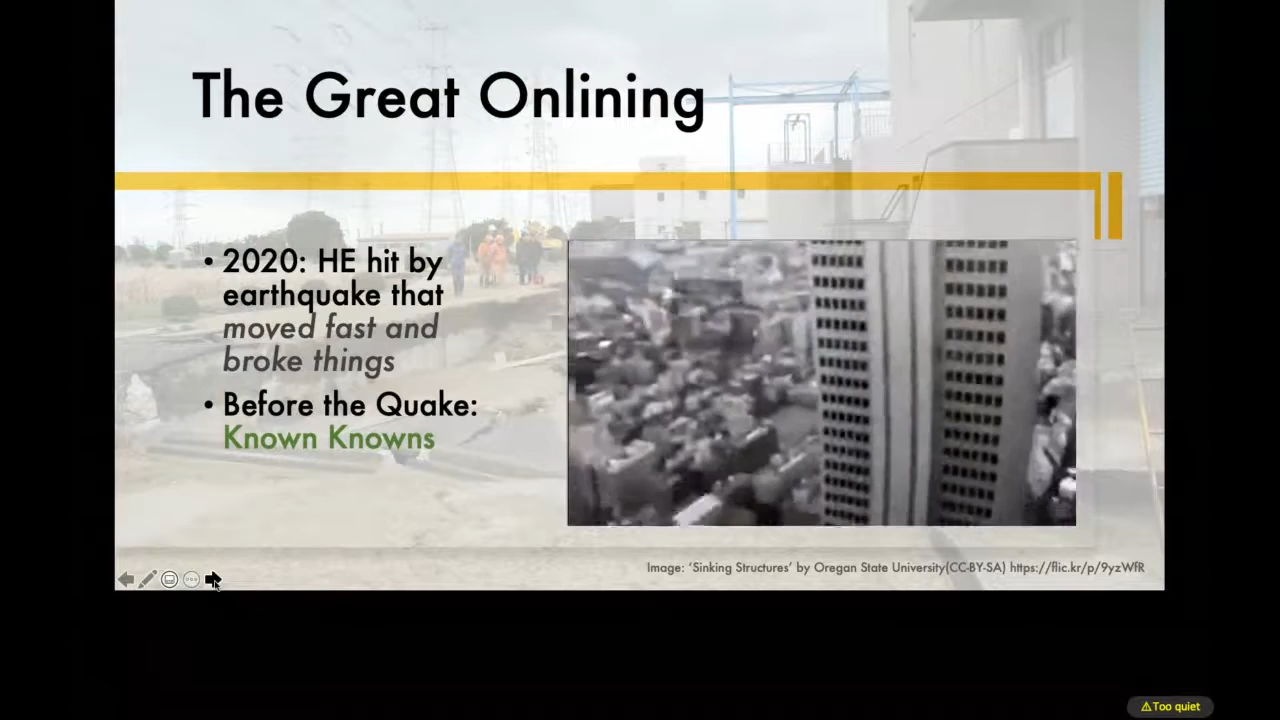 The Great Onlining
• 2020: HE hit by
earthquake that
moved fast and
broke things
• Before the Quake:
Known Knowns
Image: ‘Sinking Structures’ by Oregan State University(CC-BY-SA) https://flic.kr/p/9yzWfR
⚠Too quiet